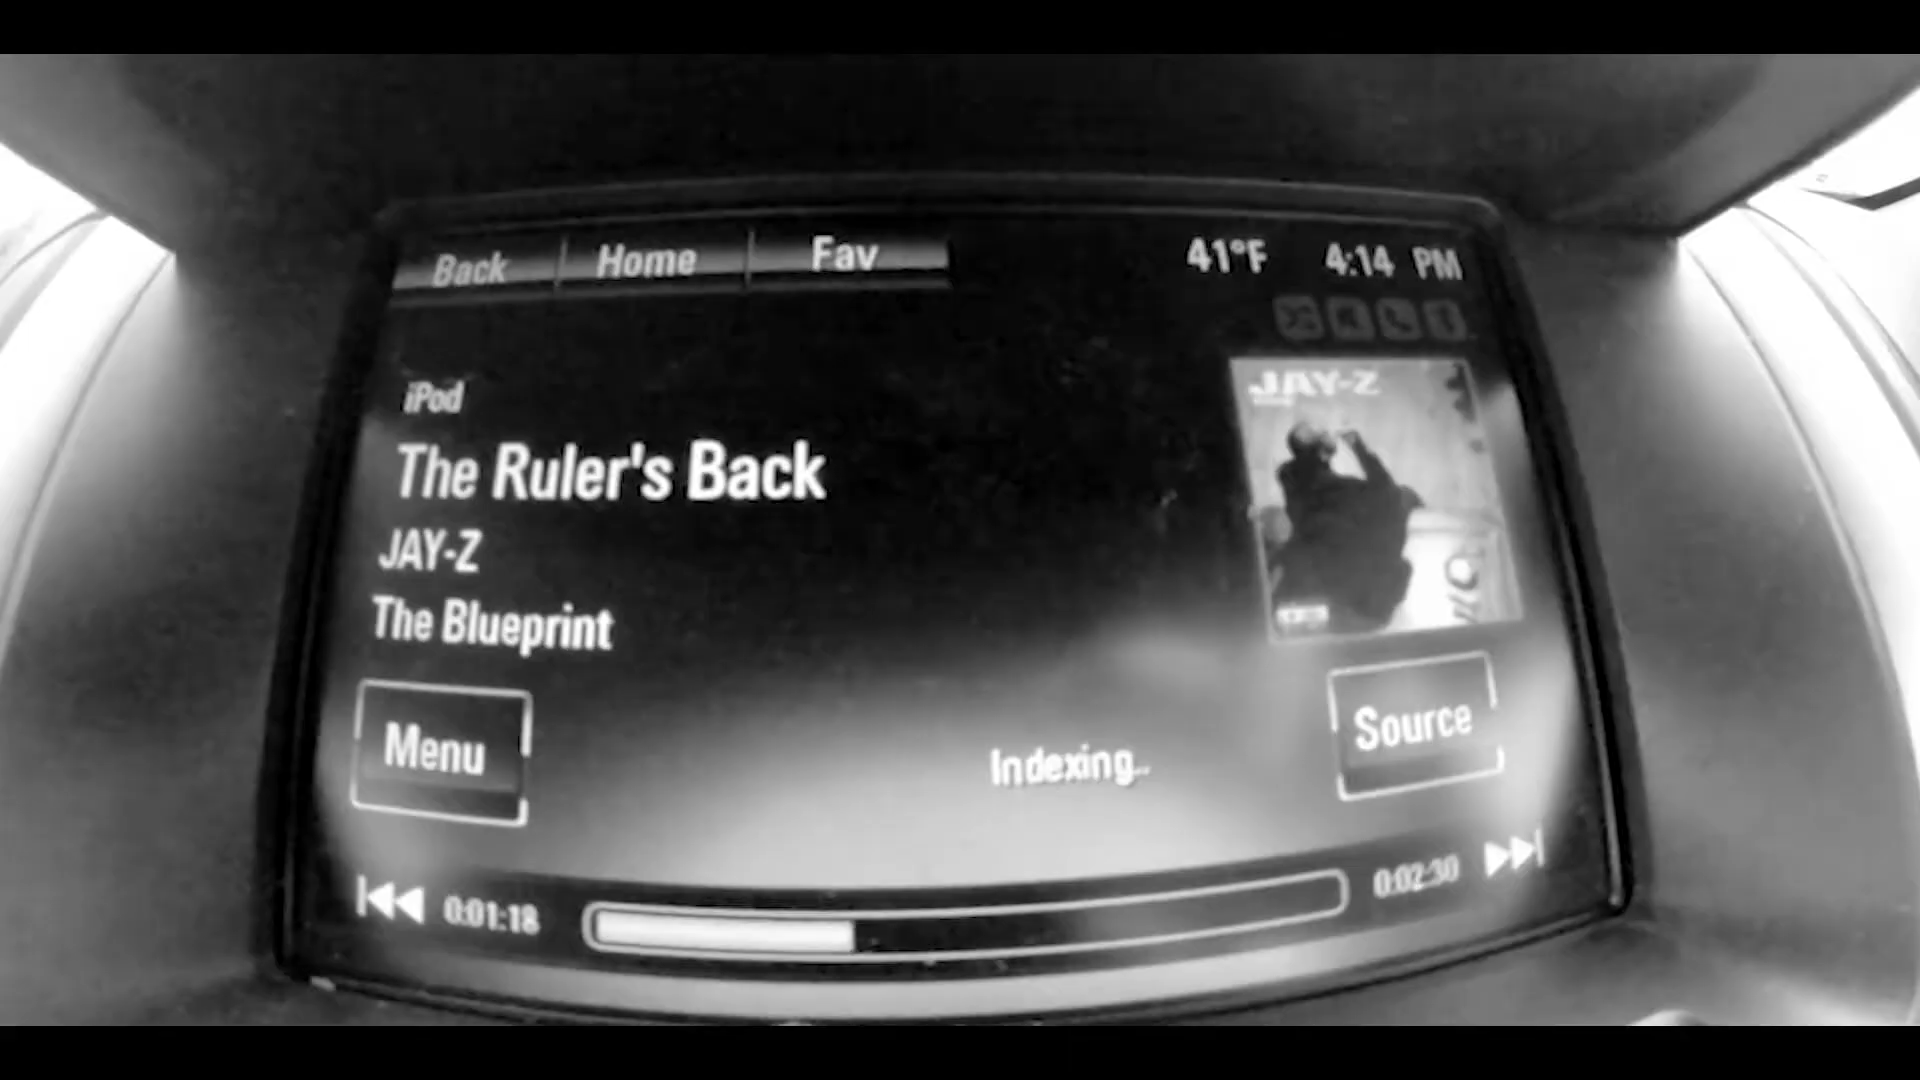 Back Home Fav 41°F 4:14 PM
iPod
JAY-Z
The Ruler's Back
JAY-Z
The Blueprint
Menu
Source
Indexing..
0:01:18
0:02:30